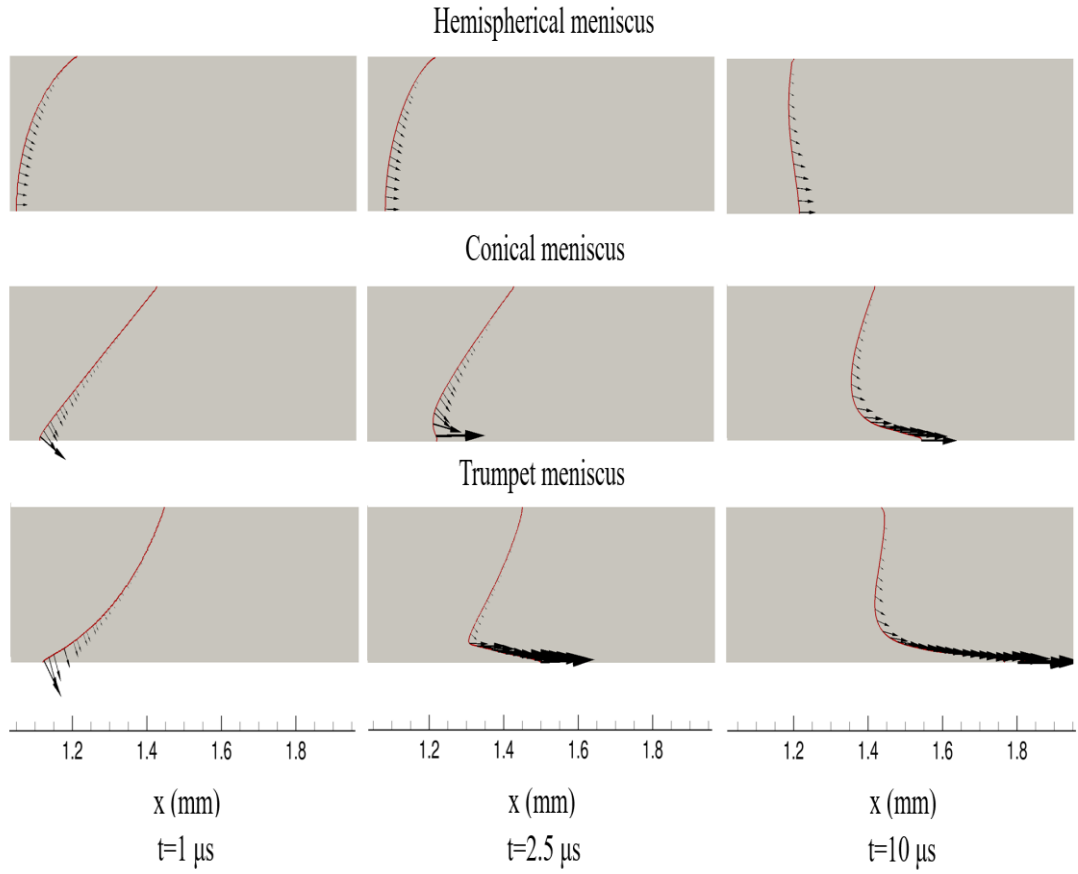 Hemispherical meniscus
Conical meniscus
Trumpet meniscus
1.2 1.4 1.6 1.8 1.2 1.4 1.6 1.8 1.2 1.4 1.6 1.8
x (mm) x (mm) x (mm)
t=1 μs t=2.5 μs t=10 μs